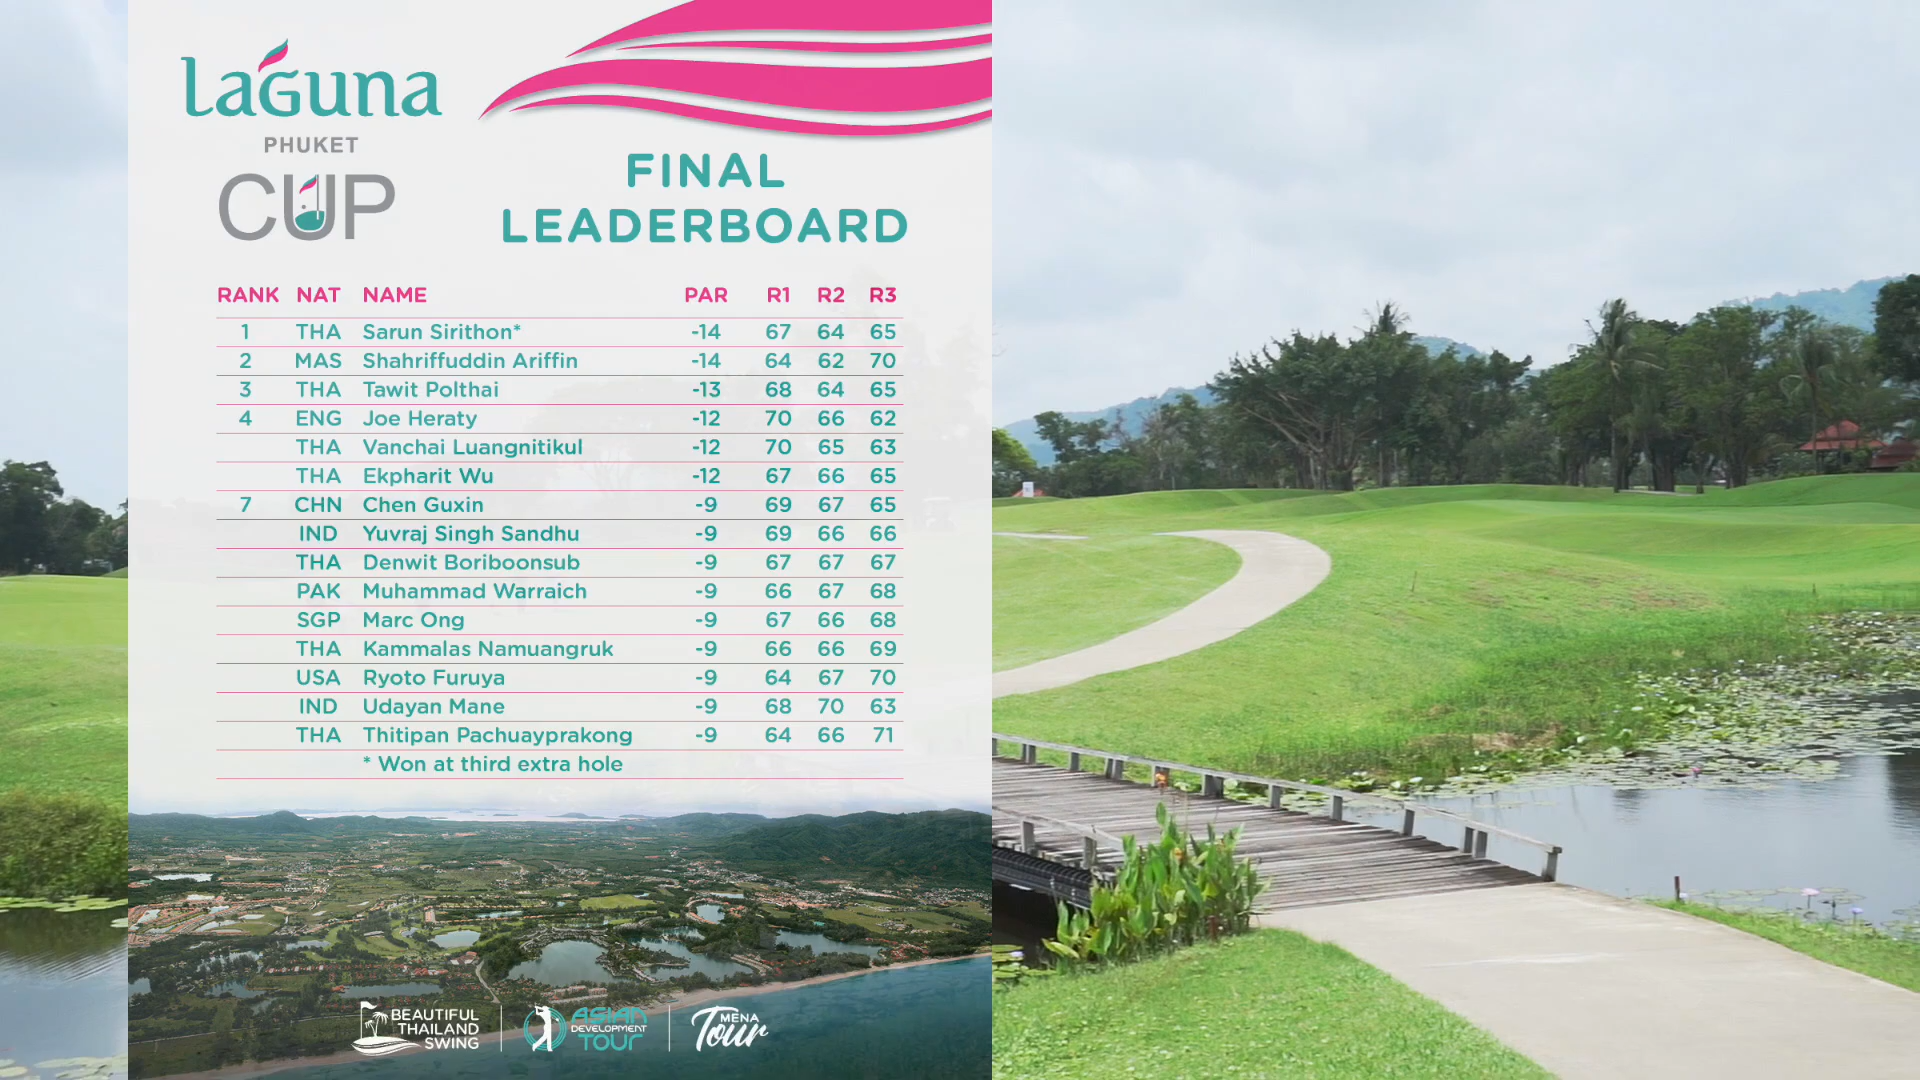 Laguna
PHUKET
CUP
FINAL
LEADERBOARD
RANK NAT NAME PAR R1 R2 R3
1 THA Sarun Sirithon* -14 67 64 65
2 MAS Shahriffuddin Ariffin -14 64 62 70
3 THA Tawit Polthai -13 68 64 65
4 ENG Joe Heraty -12 70 66 62
THA Vanchai Luangnitikul -12 70 65 63
THA Ekpharit Wu -12 67 66 65
7 CHN Chen Guxin -9 69 67 65
IND Yuvraj Singh Sandhu -9 69 66 66
THA Denwit Boriboonsub -9 67 67 67
PAK Muhammad Warraich -9 66 67 68
SGP Marc Ong -9 67 66 68
THA Kammalas Namuangruk -9 66 66 69
USA Ryoto Furuya -9 64 67 70
IND Udayan Mane -9 68 70 63
THA Thitipan Pachuayprakong -9 64 66 71
* Won at third extra hole
BEAUTIFUL
THAILAND
SWING
ASIAN
DEVELOPMENT
TOUR
MENA
Tour